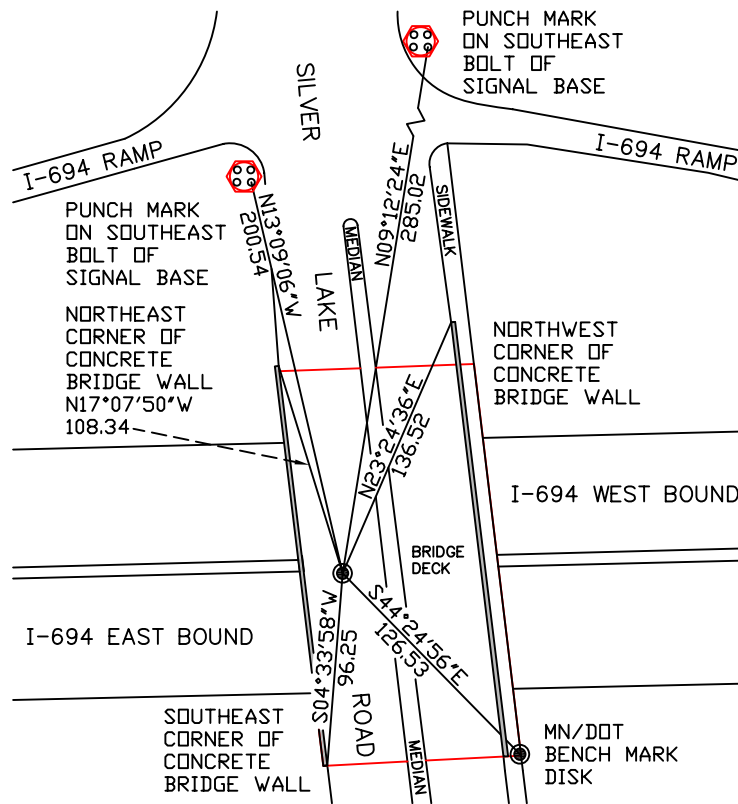 PUNCH MARK
ON SOUTHEAST
BOLT OF
SIGNAL BASE
SILVER
I-694 RAMP
I-694 RAMP
N13°09'06"W
200.54
N09°12'24"E
285.02
SIDEWALK
PUNCH MARK
ON SOUTHEAST
BOLT OF
SIGNAL BASE
MEDIAN
LAKE
NORTHEAST
CORNER OF
CONCRETE
BRIDGE WALL
N17°07'50"W
108.34
NORTHWEST
CORNER OF
CONCRETE
BRIDGE WALL
N23°24'36"E
136.52
I-694 WEST BOUND
BRIDGE
DECK
S44°24'56"E
126.53
S04°33'58"W
96.25
I-694 EAST BOUND
ROAD
SOUTHEAST
CORNER OF
CONCRETE
BRIDGE WALL
MEDIAN
MN/DOT
BENCH MARK
DISK